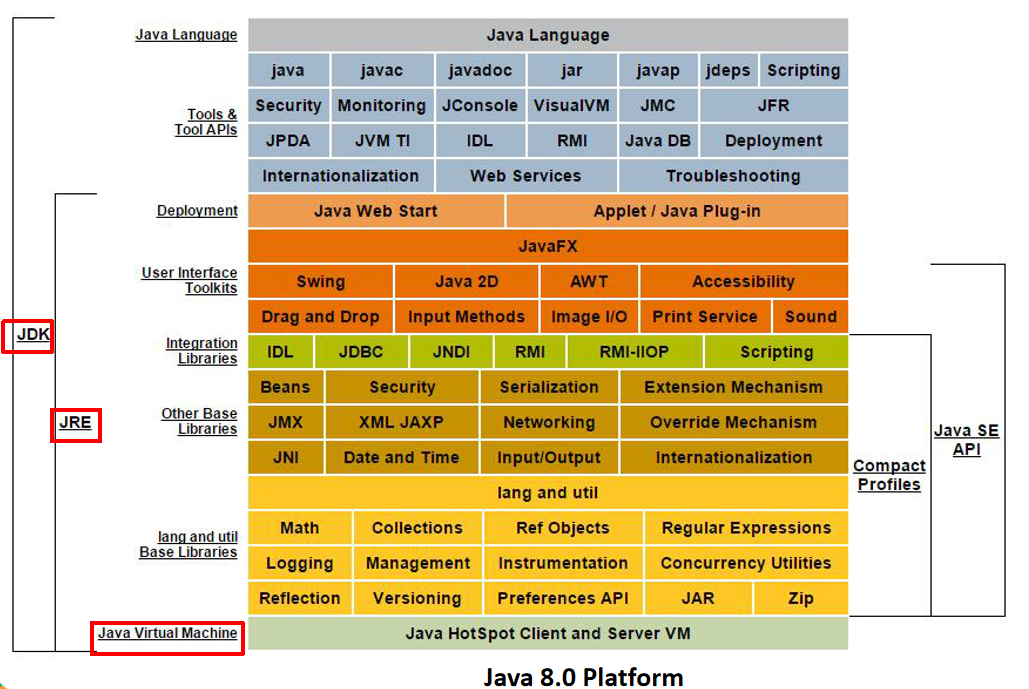 Java Language
Java Language
Tools &
Tool APIs
java javac javadoc jar javap jdeps Scripting
Security Monitoring JConsole VisualVM JMC JFR
JPDA JVM TI IDL RMI Java DB Deployment
Internationalization Web Services Troubleshooting
Deployment
Java Web Start Applet / Java Plug-in
JavaFX
User Interface
Toolkits
Swing Java 2D AWT Accessibility
Drag and Drop Input Methods Image I/O Print Service Sound
Integration
Libraries
IDL JDBC JNDI RMI RMI-IIOP Scripting
Other Base
Libraries
Beans Security Serialization Extension Mechanism
JMX XML JAXP Networking Override Mechanism
JNI Date and Time Input/Output Internationalization
lang and util
lang and util
Base Libraries
Math Collections Ref Objects Regular Expressions
Logging Management Instrumentation Concurrency Utilities
Reflection Versioning Preferences API JAR Zip
Java Virtual Machine
Java HotSpot Client and Server VM
JDK
JRE
Compact
Profiles
Java SE
API
Java 8.0 Platform